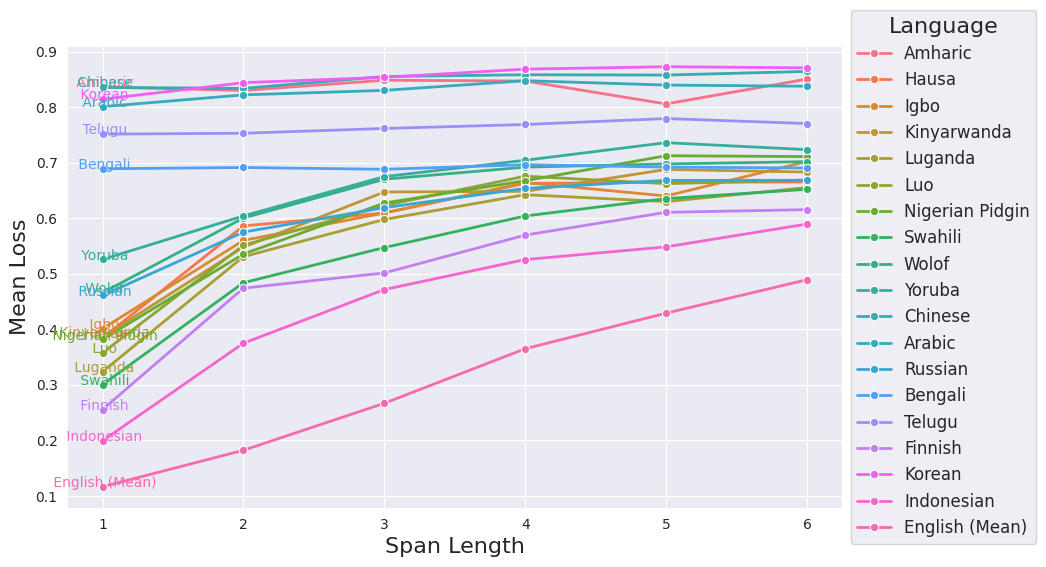 Language
0.9
0.8
0.7
0.6
0.5
0.4
0.3
0.2
0.1
Mean Loss
Chinese
Amharic
Korean
Arabic
Telugu
Bengali
Yoruba
Wolof
Russian
Igbo
Kinyarwanda
Nigerian Pidgin
Luo
Luganda
Swahili
Finnish
Indonesian
English (Mean)
1
2
3
4
5
6
Span Length
Amharic
Hausa
Igbo
Kinyarwanda
Luganda
Luo
Nigerian Pidgin
Swahili
Wolof
Yoruba
Chinese
Arabic
Russian
Bengali
Telugu
Finnish
Korean
Indonesian
English (Mean)